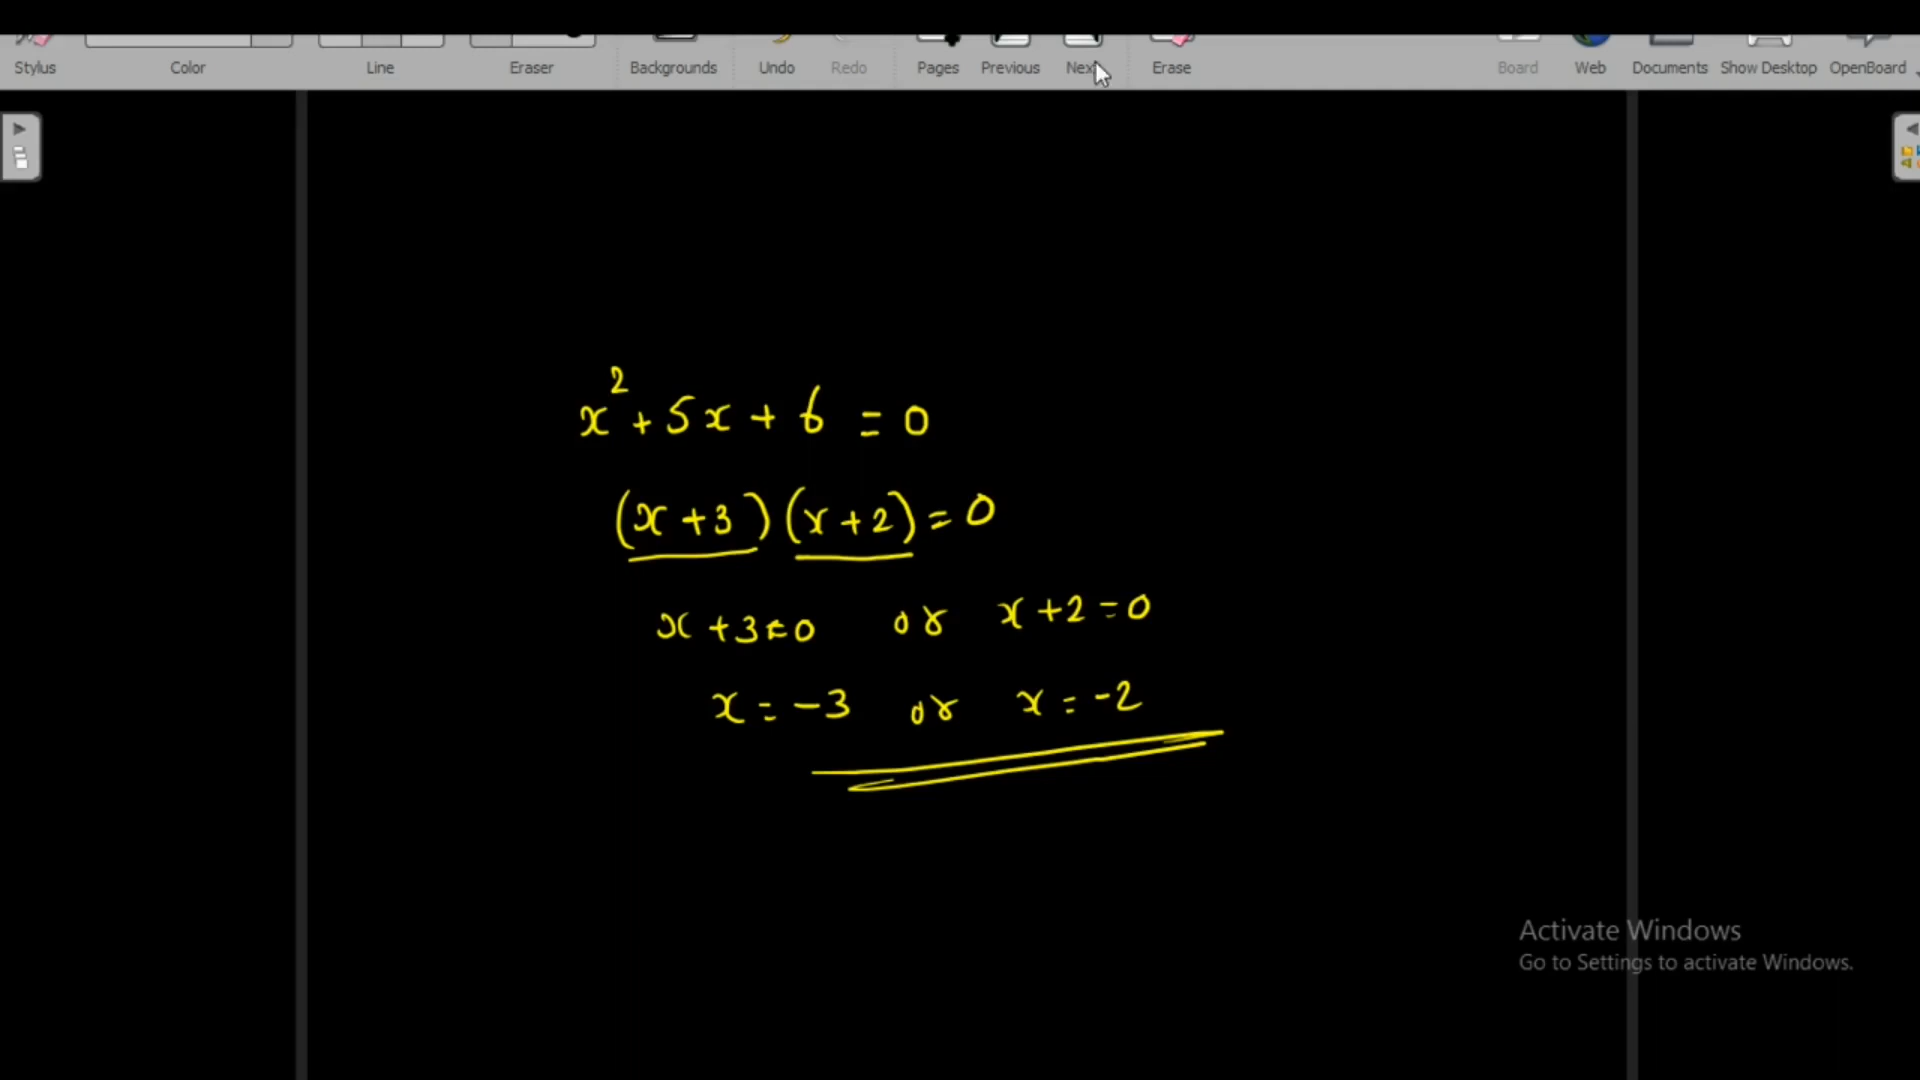 Stylus Color Line Eraser Backgrounds Undo Redo Pages Previous Next Erase Board Web Documents Show Desktop OpenBoard
x² + 5x + 6 = 0
(x + 3) (x + 2) = 0
x + 3 = 0 or x + 2 = 0
x = -3 or x = -2
Activate Windows
Go to Settings to activate Windows.